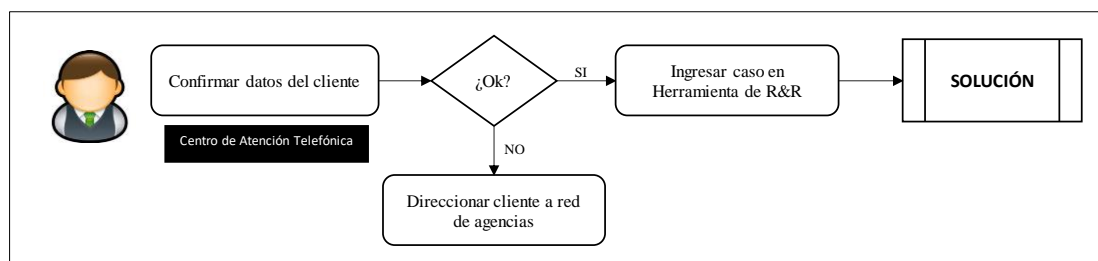 Confirmar datos del cliente
Centro de Atención Telefónica
¿Ok?
SI
NO
Direccionar cliente a red
de agencias
Ingresar caso en
Herramienta de R&R
SOLUCIÓN